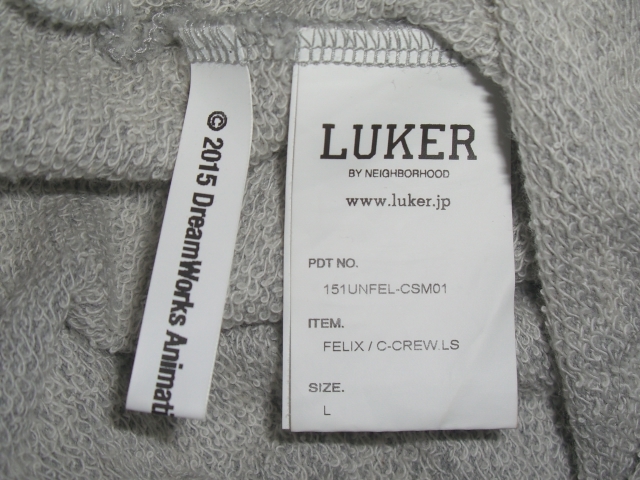 © 2015 DreamWorks Animati
LUKER
BY NEIGHBORHOOD
www.luker.jp
PDT NO.
151UNFEL-CSM01
ITEM.
FELIX / C-CREW.LS
SIZE.
L